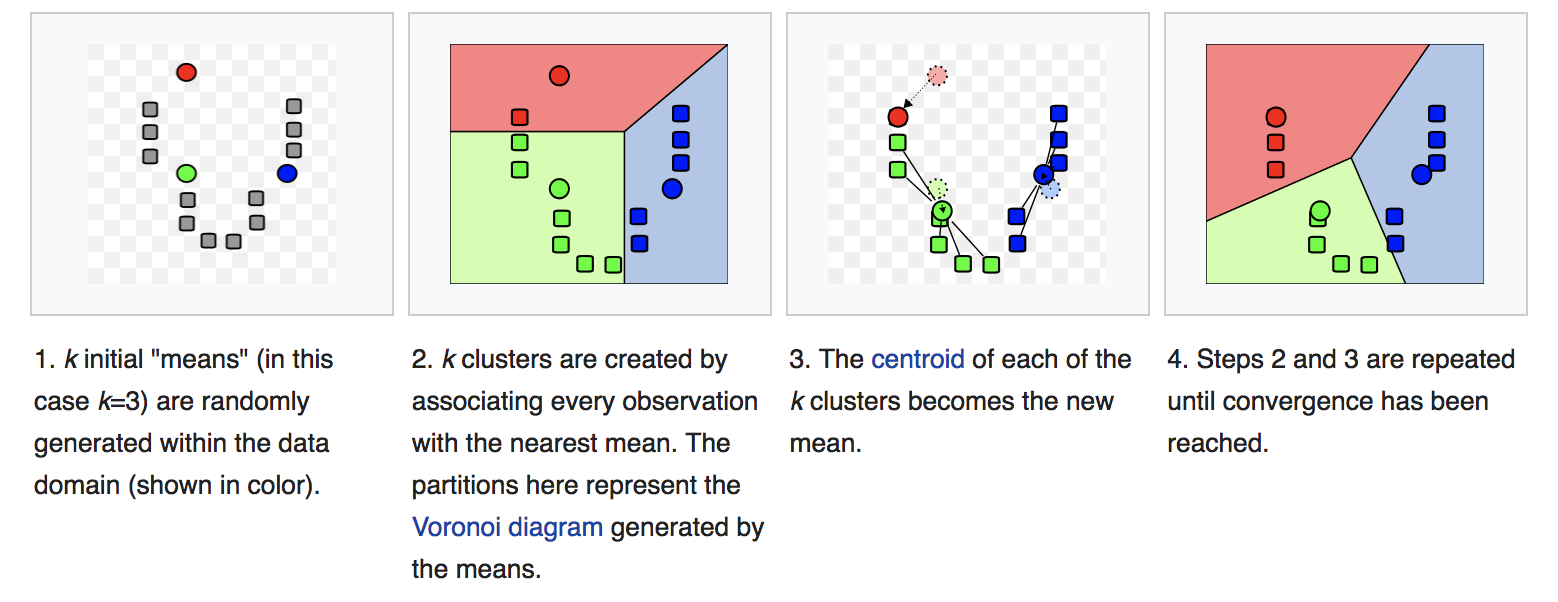 1. k initial "means" (in this
case k=3) are randomly
generated within the data
domain (shown in color).
2. k clusters are created by
associating every observation
with the nearest mean. The
partitions here represent the
Voronoi diagram generated by
the means.
3. The centroid of each of the
k clusters becomes the new
mean.
4. Steps 2 and 3 are repeated
until convergence has been
reached.